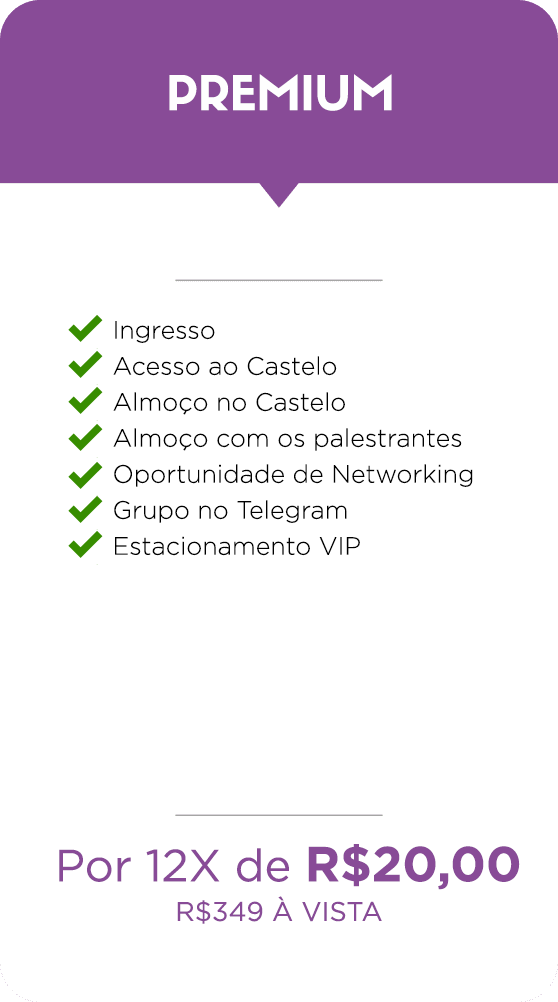 PREMIUM
Ingresso
Acesso ao Castelo
Almoço no Castelo
Almoço com os palestrantes
Oportunidade de Networking
Grupo no Telegram
Estacionamento VIP
Por 12X de R$20,00
R$349 À VISTA